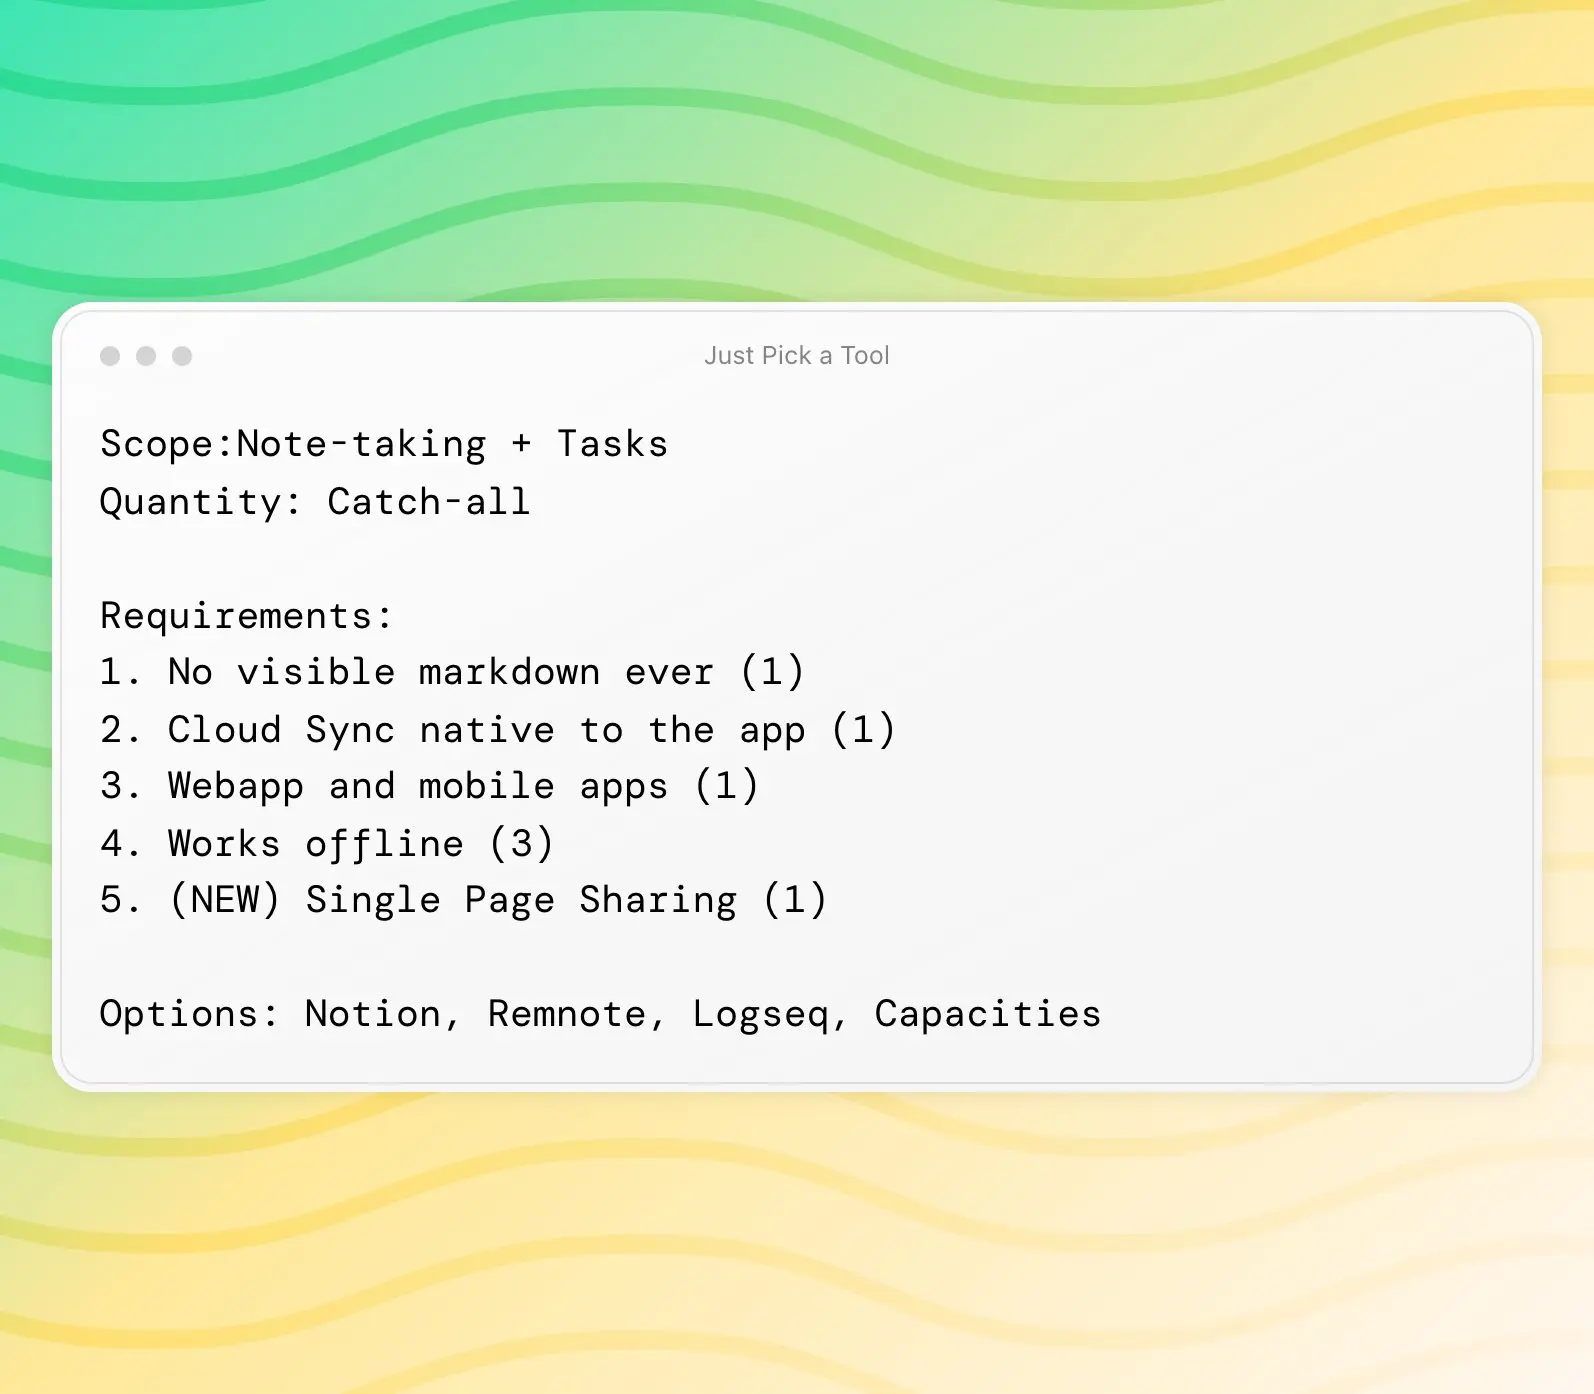 Just Pick a Tool
Scope:Note-taking + Tasks
Quantity: Catch-all
Requirements:
1. No visible markdown ever (1)
2. Cloud Sync native to the app (1)
3. Webapp and mobile apps (1)
4. Works offline (3)
5. (NEW) Single Page Sharing (1)
Options: Notion, Remnote, Logseq, Capacities